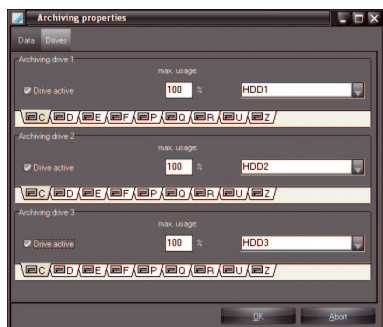 Archiving properties
Data Drives
Archiving drive 1
max. usage:
Drive active 100 % HDD1
C D E F P Q R U Z
Archiving drive 2
max. usage:
Drive active 100 % HDD2
C D E F P Q R U Z
Archiving drive 3
max. usage:
Drive active 100 % HDD3
C D E F P Q R U Z
OK Abort